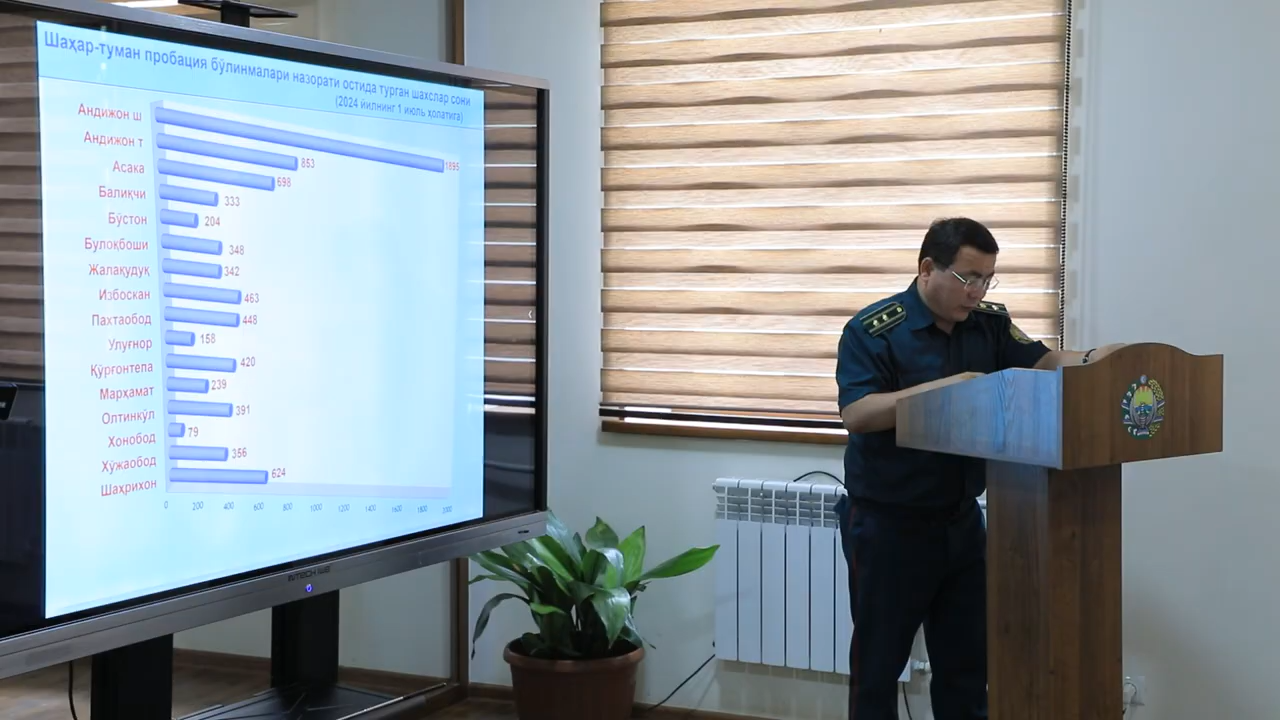 Шаҳар-туман пробация бўлинмалари назорати остида турган шахслар сони
(2024 йилнинг 1 июль ҳолатига)
Андижон ш 1895
Андижон т 853
Асака 698
Балиқчи 333
Бўстон 204
Булоқбоши 348
Жалақудуқ 342
Избоскан 463
Пахтаобод 448
Улуғнор 158
Қўрғонтепа 420
Марҳамат 239
Олтинкўл 391
Хонобод 79
Хўжаобод 356
Шаҳрихон 624
0 200 400 600 800 1000 1200 1400 1600 1800 2000